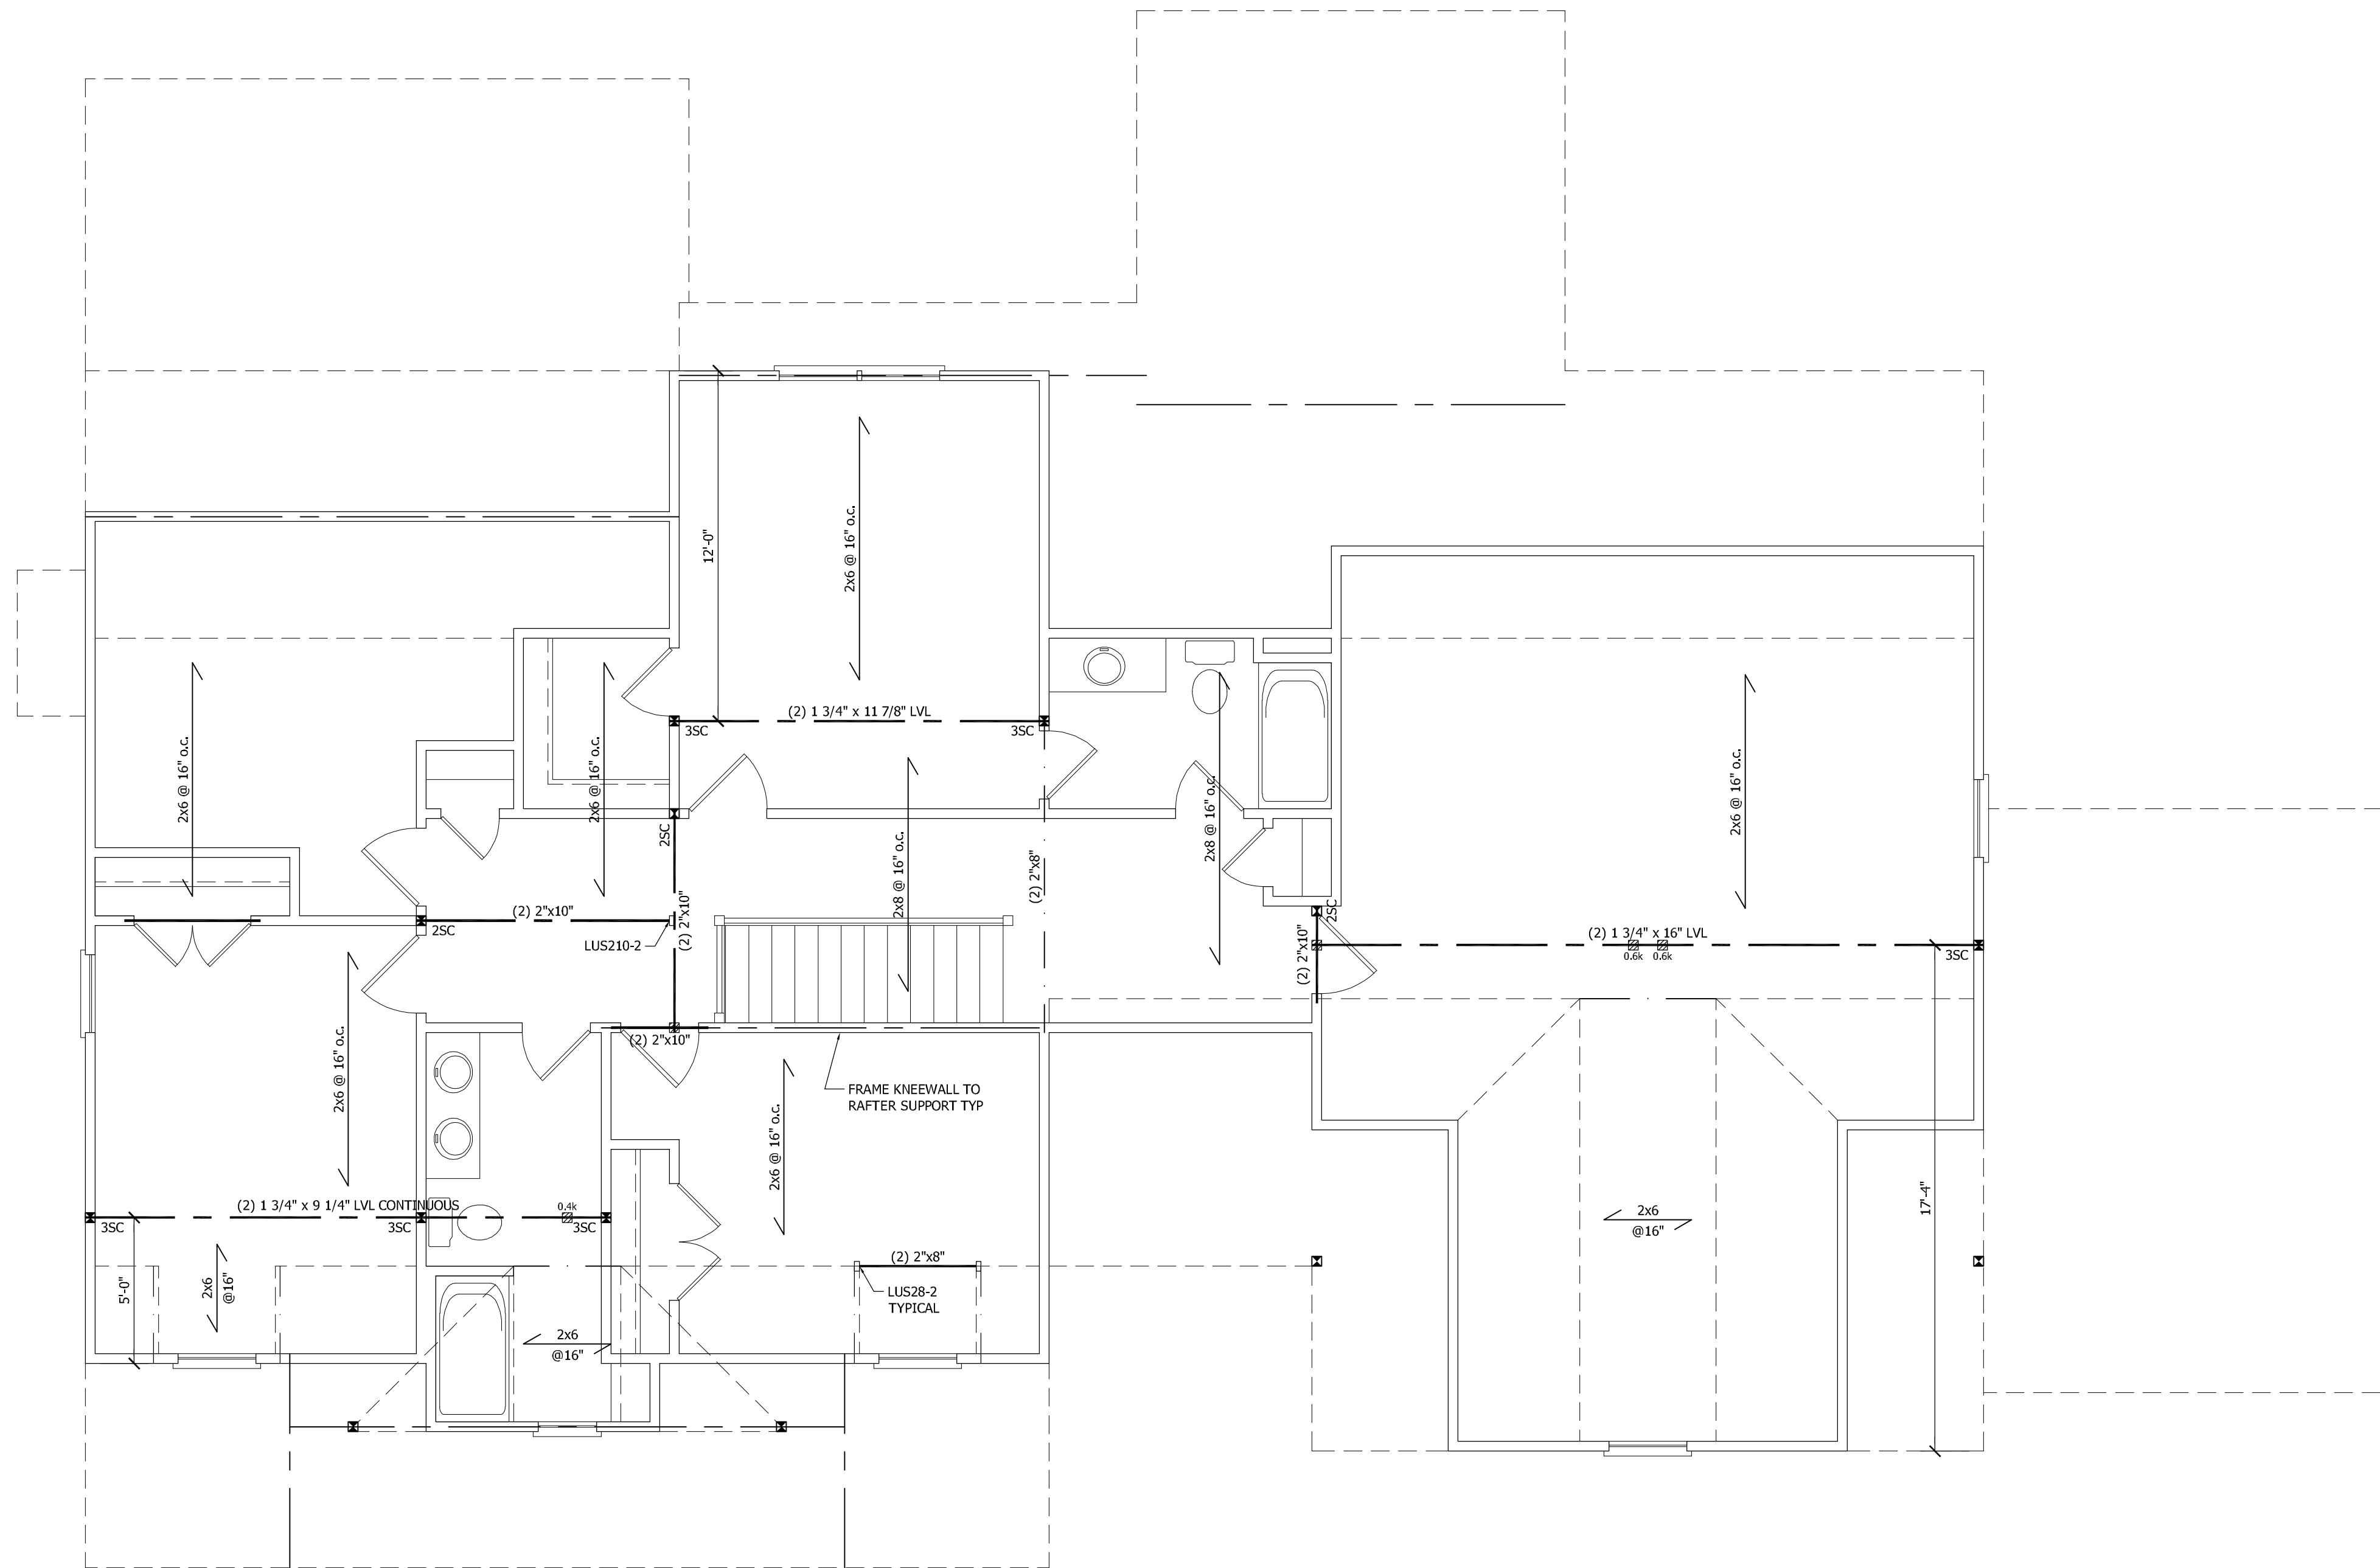 12'-0"
2x6 @ 16" o.c.
(2) 1 3/4" x 11 7/8" LVL
3SC
3SC
2x6 @ 16" o.c.
2x6 @ 16" o.c.
2SC
2x8 @ 16" o.c.
(2) 2"x8"
2x8 @ 16" o.c.
2x6 @ 16" o.c.
(2) 2"x10"
2SC
LUS210-2
(2) 2"x10"
2SC
(2) 2"x10"
(2) 1 3/4" x 16" LVL
0.6k
0.6k
3SC
(2) 2"x10"
2x6 @ 16" o.c.
FRAME KNEEWALL TO
RAFTER SUPPORT TYP
2x6 @ 16" o.c.
(2) 1 3/4" x 9 1/4" LVL CONTINUOUS
0.4k
3SC
3SC
3SC
17'-4"
2x6
@16"
5'-0"
2x6
@16"
(2) 2"x8"
LUS28-2
TYPICAL
2x6
@16"